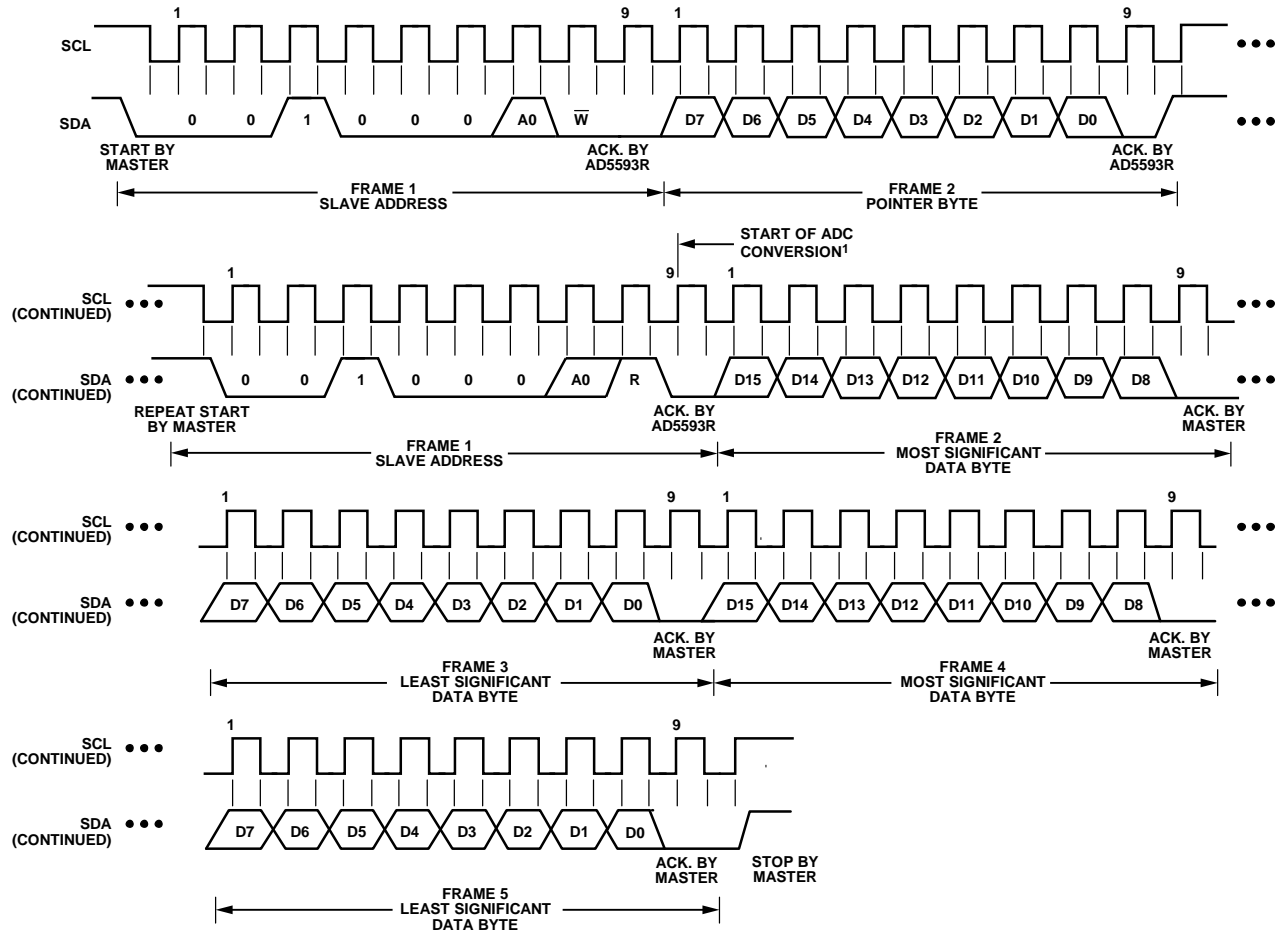 1 9 1 9
SCL
SDA 0 0 1 0 0 0 A0 W D7 D6 D5 D4 D3 D2 D1 D0
START BY
MASTER
ACK. BY
AD5593R
ACK. BY
AD5593R
FRAME 1
SLAVE ADDRESS
FRAME 2
POINTER BYTE
START OF ADC
CONVERSION1
1 9 1 9
SCL
(CONTINUED)
SDA
(CONTINUED)
0 0 1 0 0 0 A0 R D15 D14 D13 D12 D11 D10 D9 D8
REPEAT START
BY MASTER
ACK. BY
AD5593R
ACK. BY
MASTER
FRAME 1
SLAVE ADDRESS
FRAME 2
MOST SIGNIFICANT
DATA BYTE
1 9 1 9
SCL
(CONTINUED)
SDA
(CONTINUED)
D7 D6 D5 D4 D3 D2 D1 D0 D15 D14 D13 D12 D11 D10 D9 D8
ACK. BY
MASTER
ACK. BY
MASTER
FRAME 3
LEAST SIGNIFICANT
DATA BYTE
FRAME 4
MOST SIGNIFICANT
DATA BYTE
1 9
SCL
(CONTINUED)
SDA
(CONTINUED)
D7 D6 D5 D4 D3 D2 D1 D0
ACK. BY
MASTER
STOP BY
MASTER
FRAME 5
LEAST SIGNIFICANT
DATA BYTE